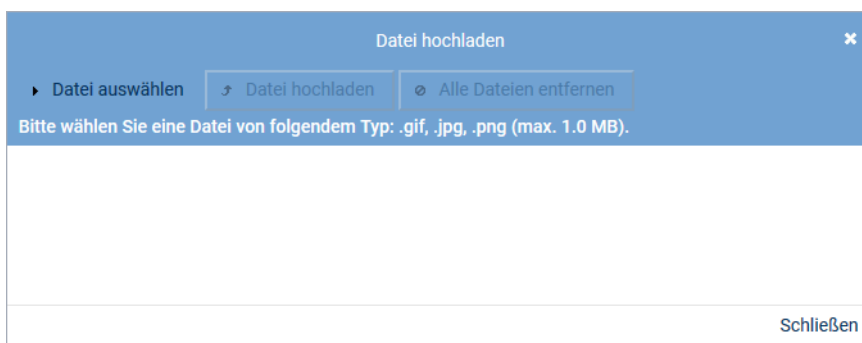 Datei hochladen
Datei auswählen Datei hochladen Alle Dateien entfernen
Bitte wählen Sie eine Datei von folgendem Typ: .gif, .jpg, .png (max. 1.0 MB).
Schließen